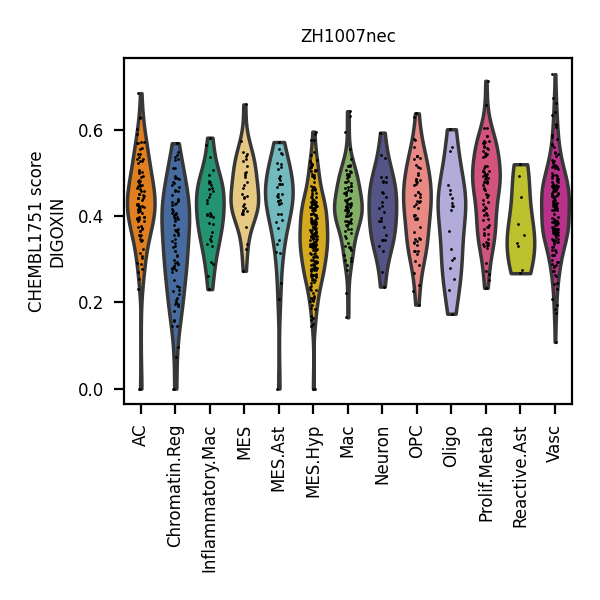 ZH1007nec
CHEMBL1751 score
DIGOXIN
0.6
0.4
0.2
0.0
AC
Chromatin.Reg
Inflammatory.Mac
MES
MES.Ast
MES.Hyp
Mac
Neuron
OPC
Oligo
Prolif.Metab
Reactive.Ast
Vasc